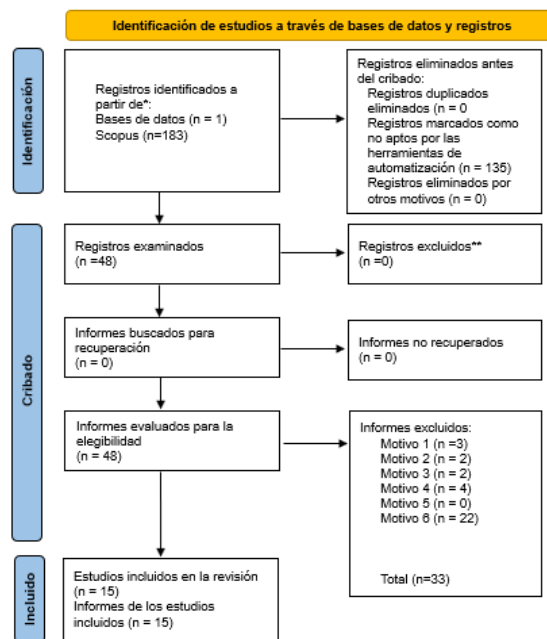 Identificación de estudios a través de bases de datos y registros
Identificación
Registros identificados a
partir de*:
Bases de datos (n = 1)
Scopus (n=183)
Registros eliminados antes
del cribado:
Registros duplicados
eliminados (n = 0
Registros marcados como
no aptos por las
herramientas de
automatización (n = 135)
Registros eliminados por
otros motivos (n = 0)
Cribado
Registros examinados
(n =48)
Registros excluidos**
(n =0)
Informes buscados para
recuperación
(n = 0)
Informes no recuperados
(n = 0)
Informes evaluados para la
elegibilidad
(n = 48)
Informes excluidos:
Motivo 1 (n =3)
Motivo 2 (n = 2)
Motivo 3 (n = 2)
Motivo 4 (n = 4)
Motivo 5 (n = 0)
Motivo 6 (n = 22)
Total (n=33)
Incluido
Estudios incluidos en la revisión
(n = 15)
Informes de los estudios
incluidos (n = 15)